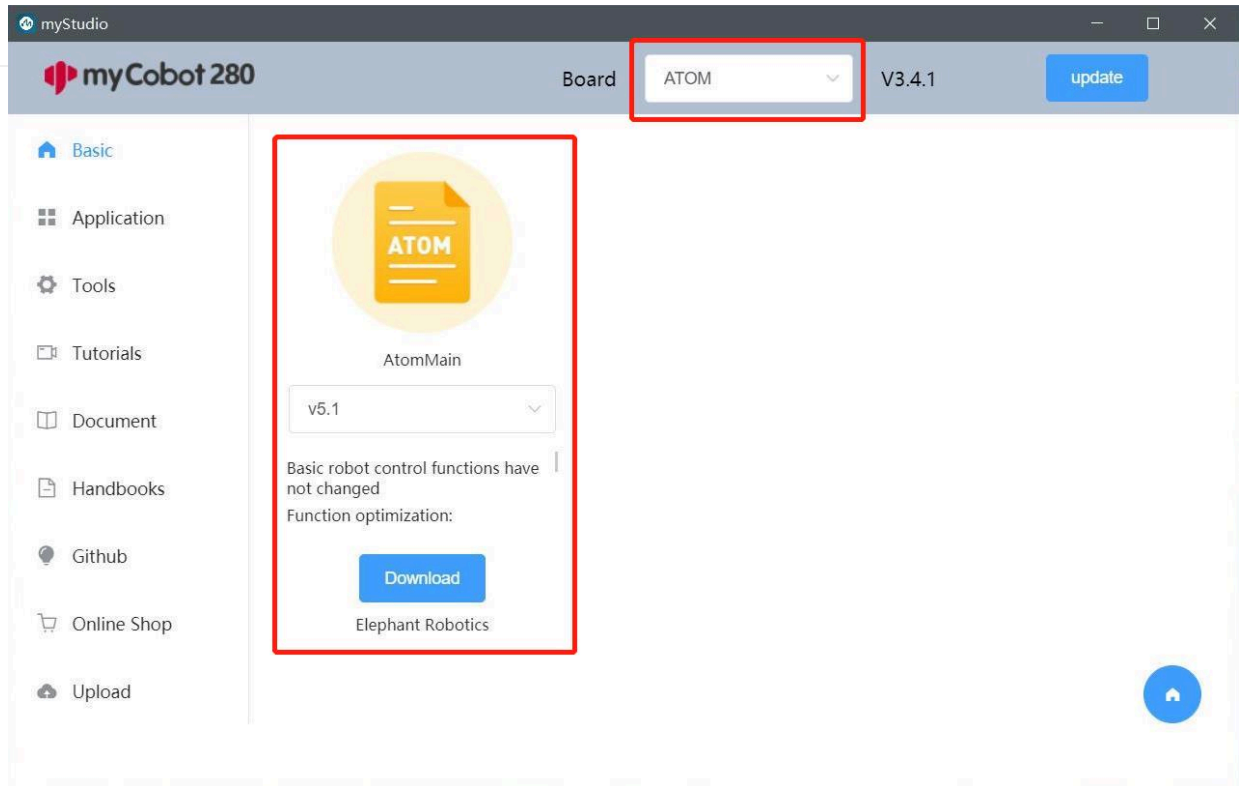 myStudio
myCobot 280
Board
ATOM
V3.4.1
update
Basic
Application
Tools
Tutorials
Document
Handbooks
Github
Online Shop
Upload
ATOM
AtomMain
v5.1
Basic robot control functions have
not changed
Function optimization:
Download
Elephant Robotics